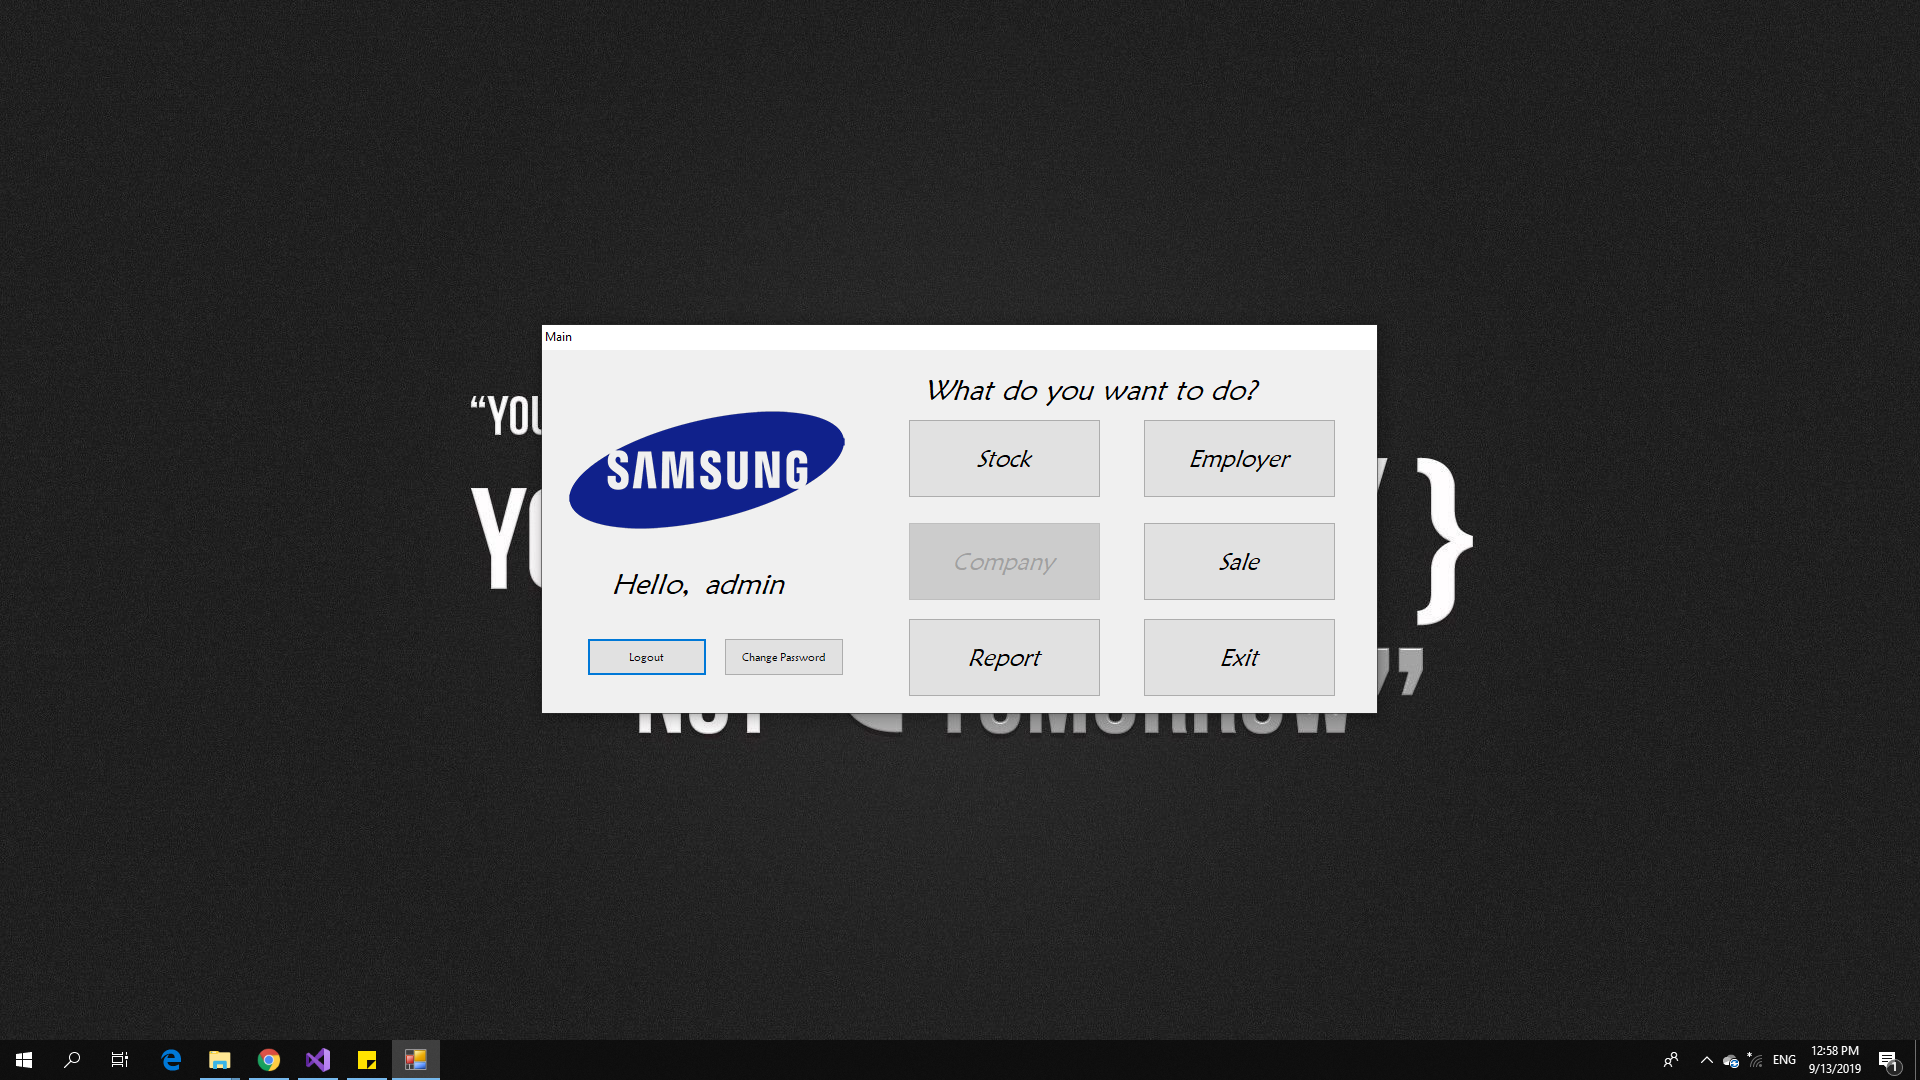 Main
What do you want to do?
SAMSUNG
Stock
Employer
Company
Sale
Hello, admin
Logout
Change Password
Report
Exit
“YOU
}
”
ENG
12:58 PM
9/13/2019
1